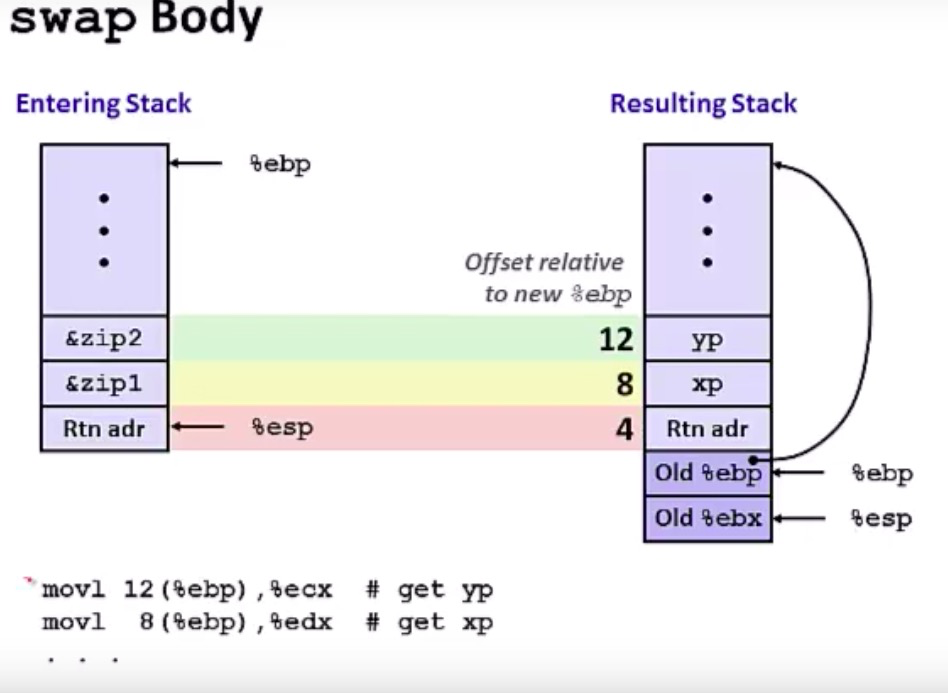 swap Body
Entering Stack
Resulting Stack
%ebp
Offset relative
to new %ebp
&zip2
12
yp
&zip1
8
xp
Rtn adr
%esp
4
Rtn adr
Old %ebp
%ebp
Old %ebx
%esp
movl 12(%ebp),%ecx # get yp
movl 8(%ebp),%edx # get xp
. . .